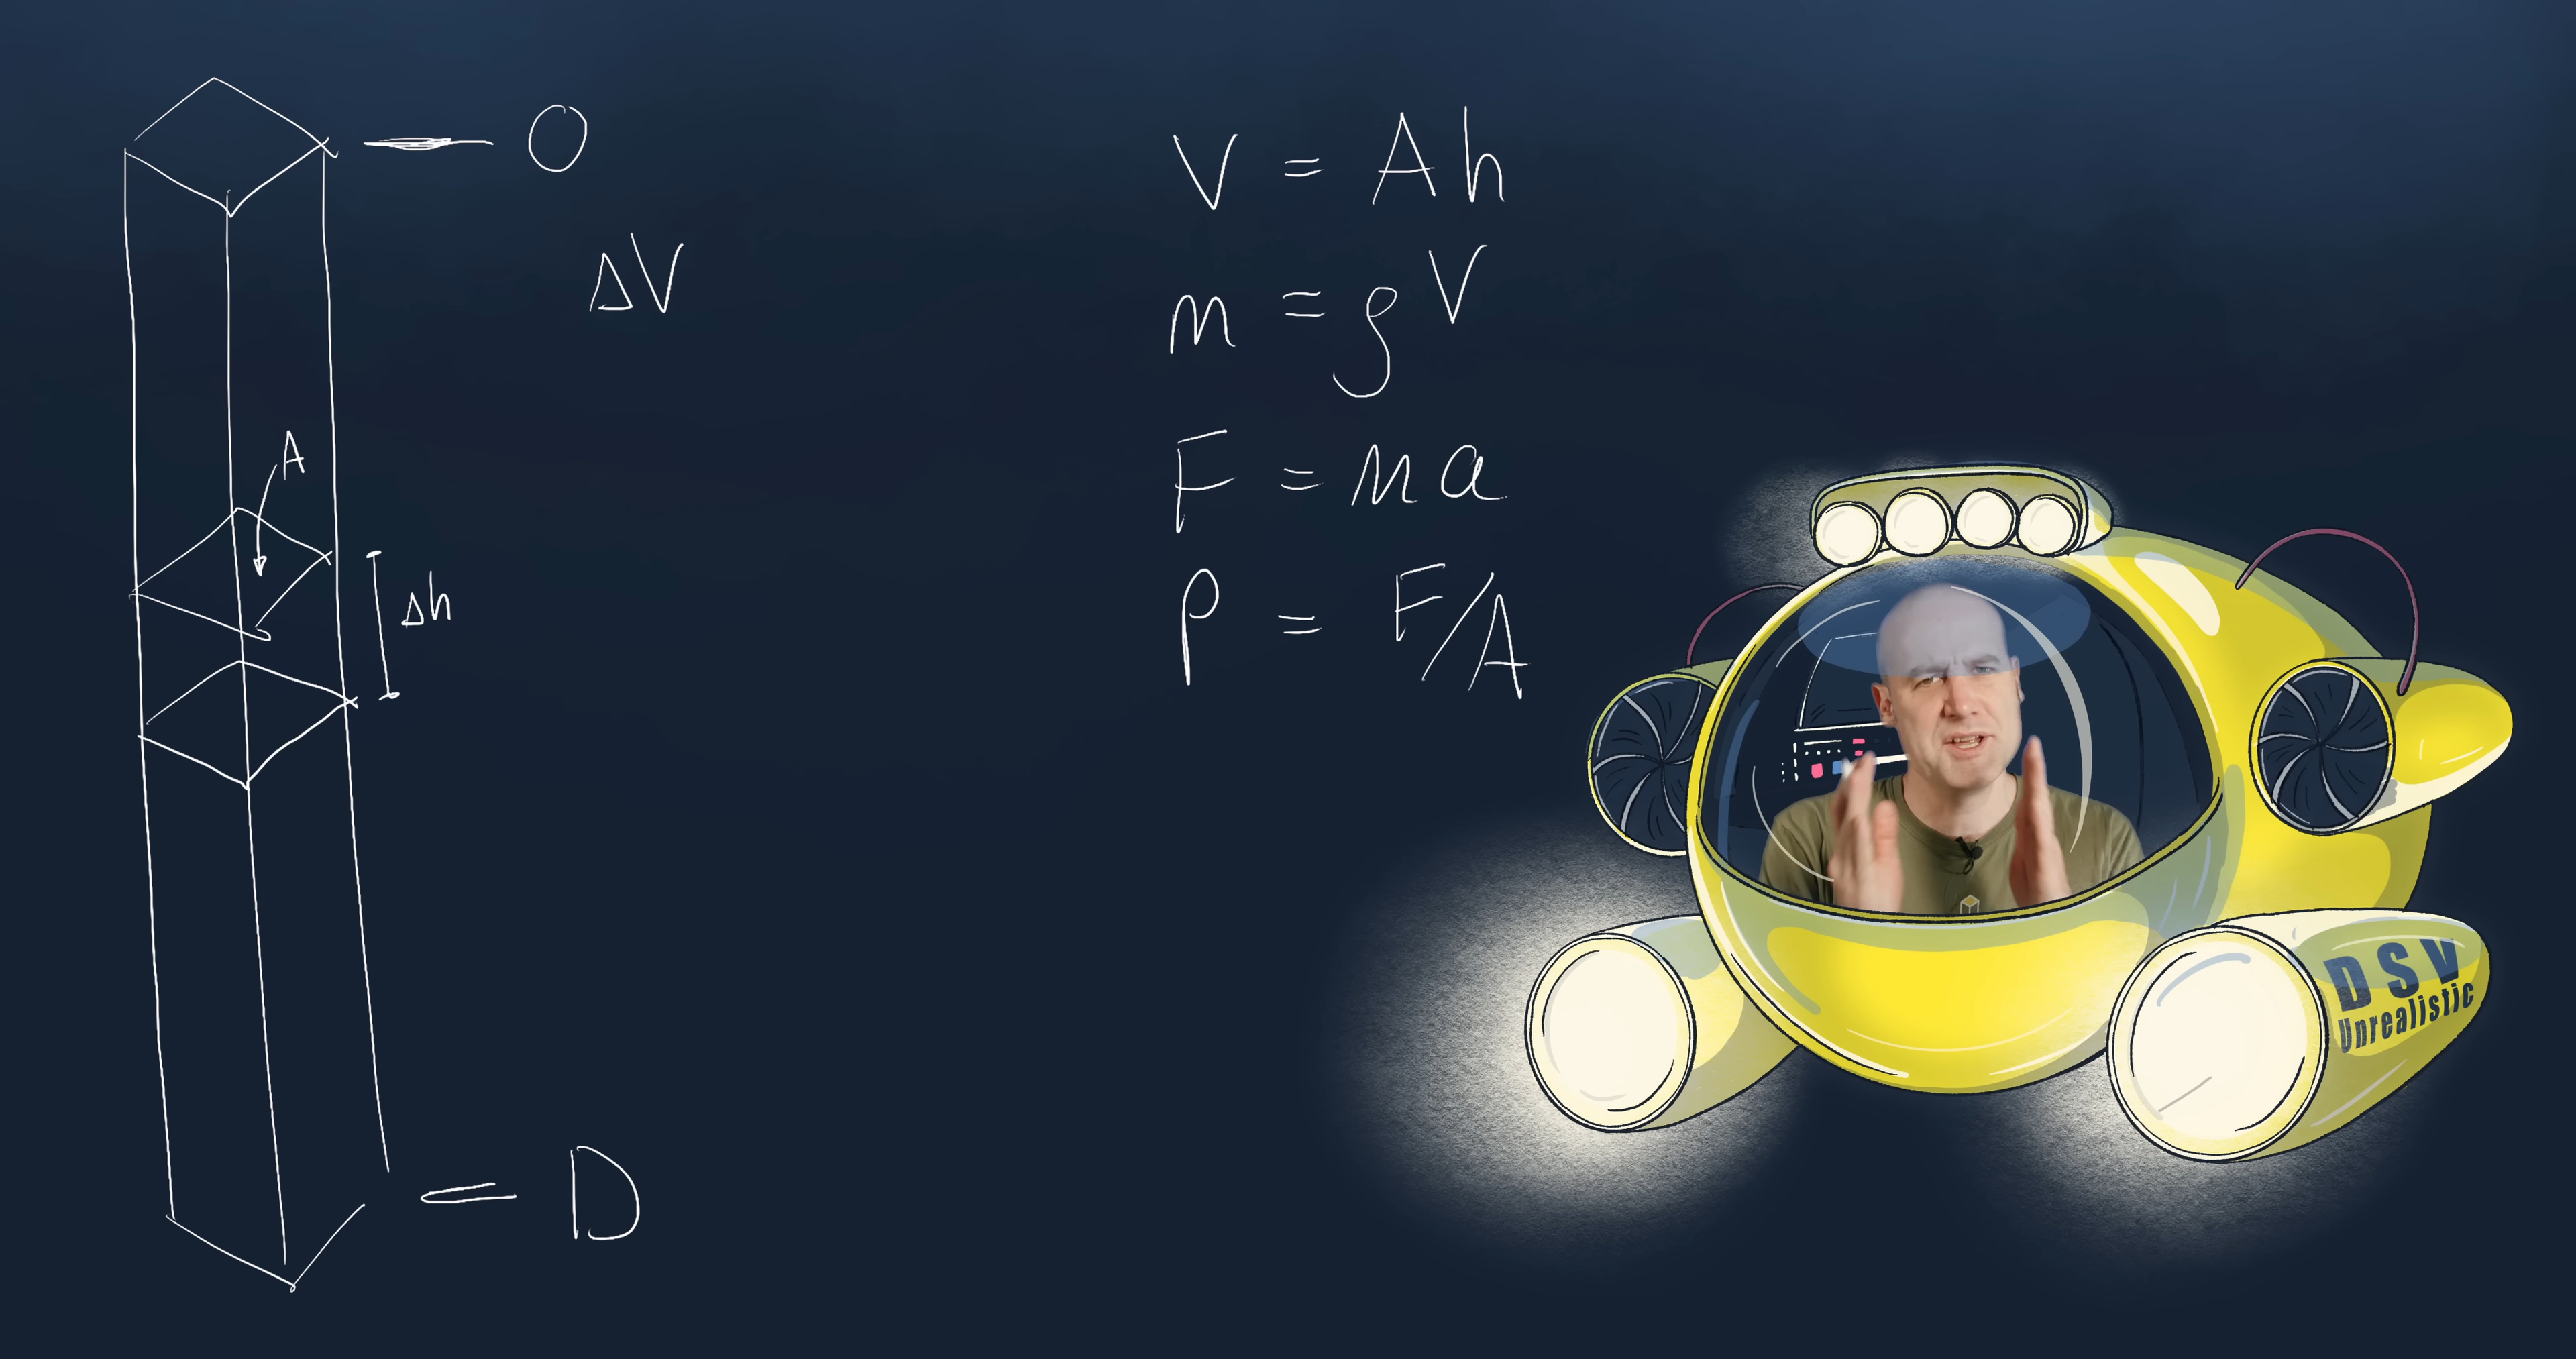 O
ΔV
A
Δh
D
V = Ah
m = ρV
F = ma
P = F/A
DSV
Unrealistic